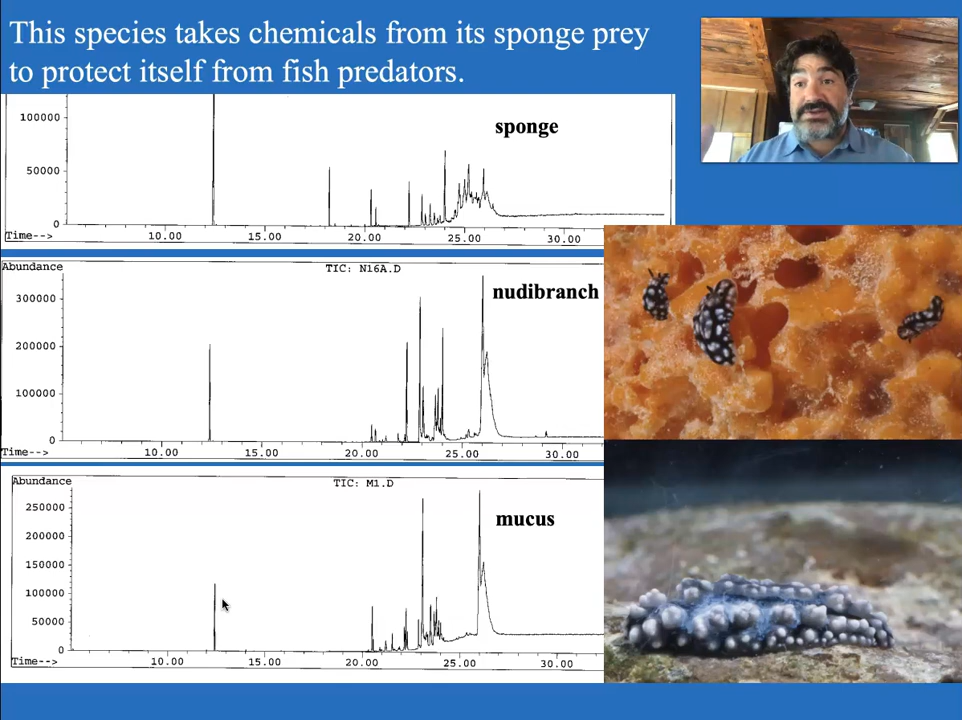 This species takes chemicals from its sponge prey
to protect itself from fish predators.
100000
sponge
50000
0
Time-->
10.00 15.00 20.00 25.00 30.00
Abundance
TIC: N16A.D
300000
nudibranch
200000
100000
0
Time-->
10.00 15.00 20.00 25.00 30.00
Abundance
TIC: M1.D
250000
mucus
200000
150000
100000
50000
0
Time-->
10.00 15.00 20.00 25.00 30.00